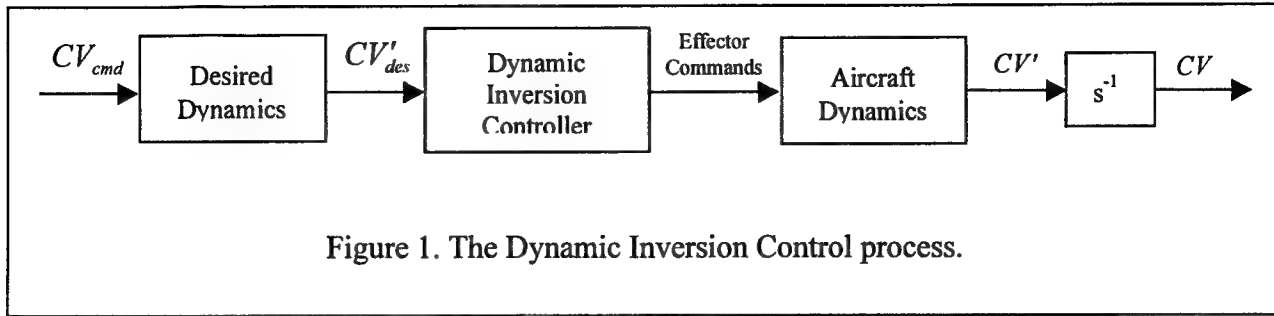 CV_cmd
Desired
Dynamics
CV'_des
Dynamic
Inversion
Controller
Effector
Commands
Aircraft
Dynamics
CV'
s^-1
CV
Figure 1. The Dynamic Inversion Control process.